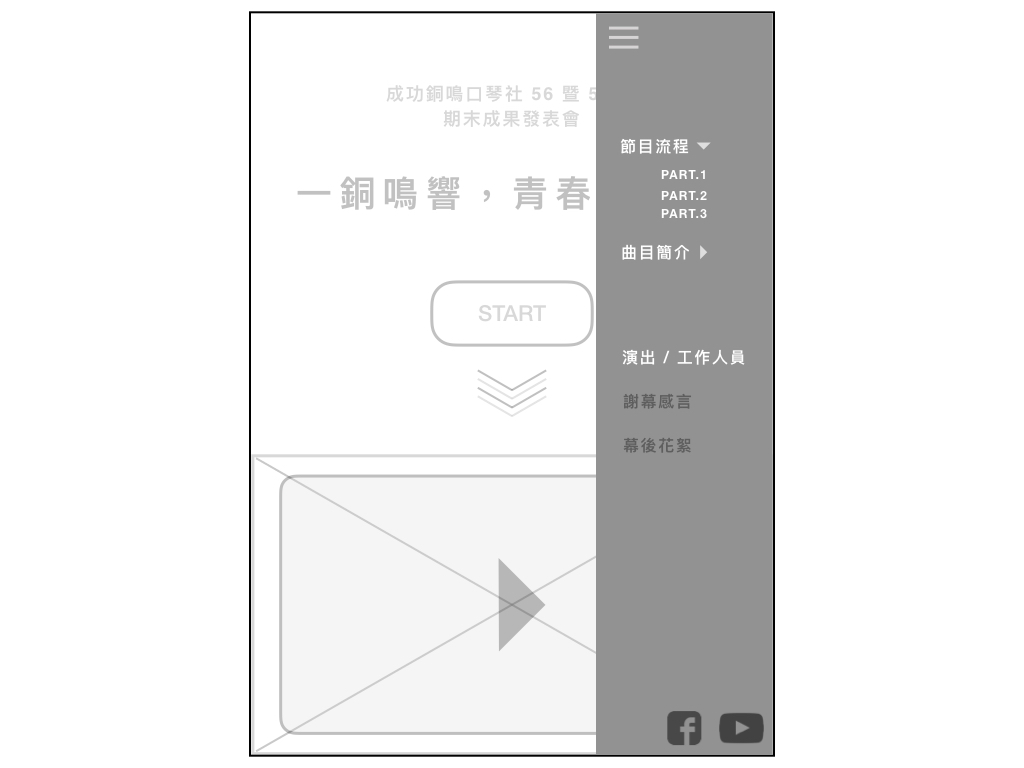 成功銅鳴口琴社 56 暨 5
期末成果發表會
一銅鳴響，青春
START
節目流程
PART.1
PART.2
PART.3
曲目簡介
演出 / 工作人員
謝幕感言
幕後花絮